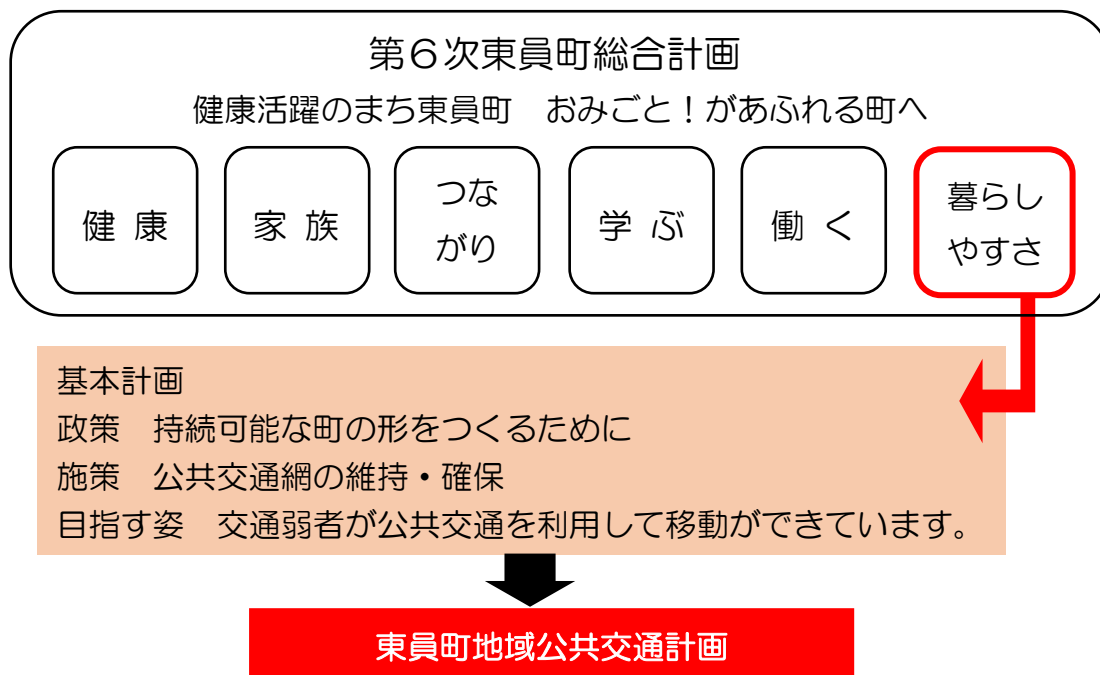 第6次東員町総合計画
健康活躍のまち東員町　おみごと！があふれる町へ
健 康
家 族
つな
がり
学 ぶ
働 く
暮らし
やすさ
基本計画
政策　持続可能な町の形をつくるために
施策　公共交通網の維持・確保
目指す姿　交通弱者が公共交通を利用して移動ができています。
東員町地域公共交通計画